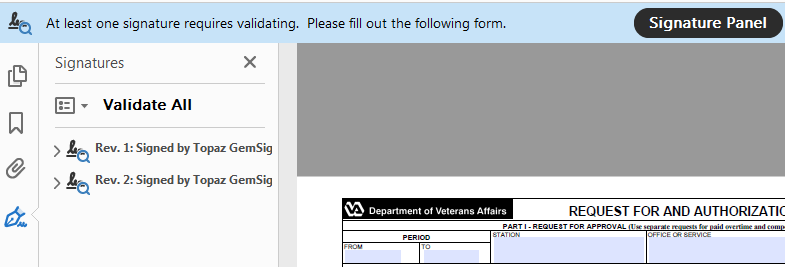 At least one signature requires validating. Please fill out the following form.
Signature Panel
Signatures
Validate All
Rev. 1: Signed by Topaz GemSig
Rev. 2: Signed by Topaz GemSig
VA Department of Veterans Affairs
REQUEST FOR AND AUTHORIZATIO
PART I - REQUEST FOR APPROVAL (Use separate requests for paid overtime and compe
PERIOD
STATION
OFFICE OR SERVICE
FROM
TO